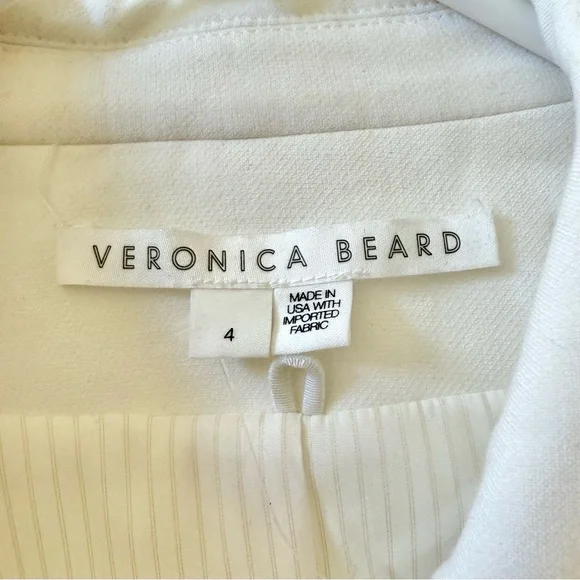 VERONICA BEARD
4
MADE IN
USA WITH
IMPORTED
FABRIC